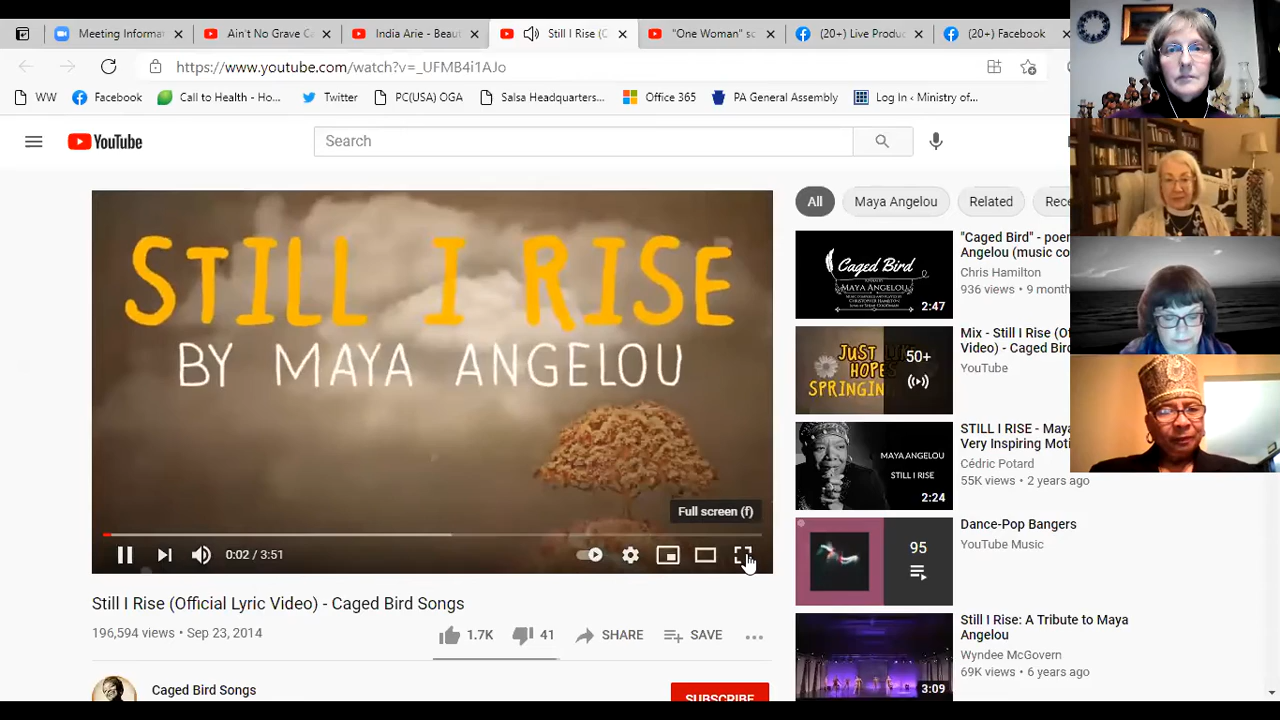 Meeting Informat
Ain't No Grave Ca
India Arie - Beaut
Still I Rise (O
"One Woman" so
(20+) Live Produc
(20+) Facebook
https://www.youtube.com/watch?v=_UFMB4i1AJo
WW
Facebook
Call to Health - Ho...
Twitter
PC(USA) OGA
Salsa Headquarters...
Office 365
PA General Assembly
Log In ‹ Ministry of...
YouTube
Search
STILL I RISE
BY MAYA ANGELOU
Full screen (f)
0:02 / 3:51
Still I Rise (Official Lyric Video) - Caged Bird Songs
196,594 views • Sep 23, 2014
1.7K
41
SHARE
SAVE
Caged Bird Songs
SUBSCRIBE
All
Maya Angelou
Related
Rece
Caged Bird
MAYA ANGELOU
2:47
"Caged Bird" - poe
Angelou (music co
Chris Hamilton
936 views • 9 month
JUST
HOPES
SPRINGIN
50+
Mix - Still I Rise (Of
Video) - Caged Bird
YouTube
MAYA ANGELOU
STILL I RISE
2:24
STILL I RISE - Maya
Very Inspiring Moti
Cédric Potard
55K views • 2 years ago
95
Dance-Pop Bangers
YouTube Music
3:09
Still I Rise: A Tribute to Maya
Angelou
Wyndee McGovern
69K views • 6 years ago